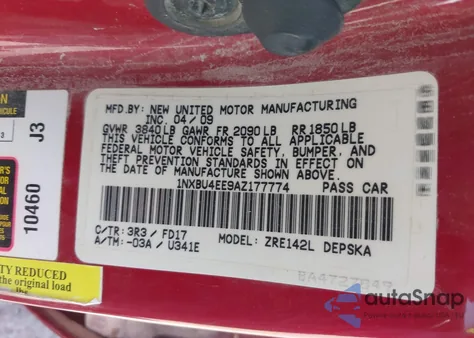 MFD. BY: NEW UNITED MOTOR MANUFACTURING
INC. 04/09
GVWR 3840 LB GAWR FR 2090 LB RR 1850 LB
THIS VEHICLE CONFORMS TO ALL APPLICABLE
FEDERAL MOTOR VEHICLE SAFETY, BUMPER, AND
THEFT PREVENTION STANDARDS IN EFFECT ON
THE DATE OF MANUFACTURE SHOWN ABOVE.
1NXBU4EE9AZ177774 PASS CAR
C/TR: 3R3 / FD17 MODEL: ZRE142L DEPSKA
A/TM: -03A / U341E
J3
10460
TY REDUCED
the original load
autoSnap